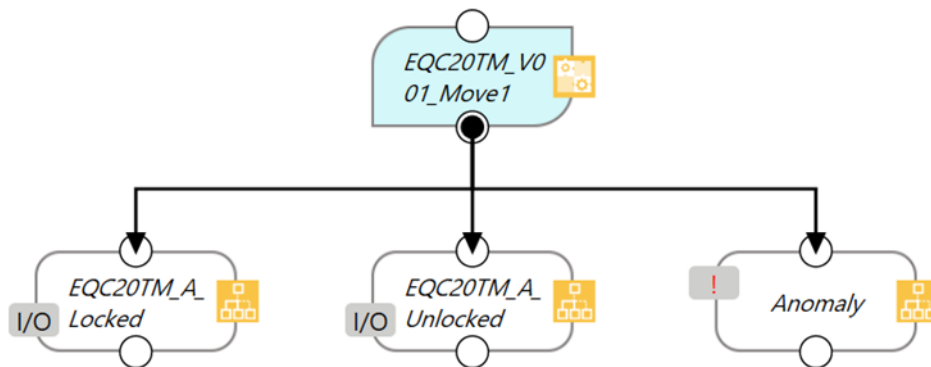 EQC20TM_V0
01_Move1
EQC20TM_A_
Locked
I/O
EQC20TM_A_
Unlocked
I/O
!
Anomaly